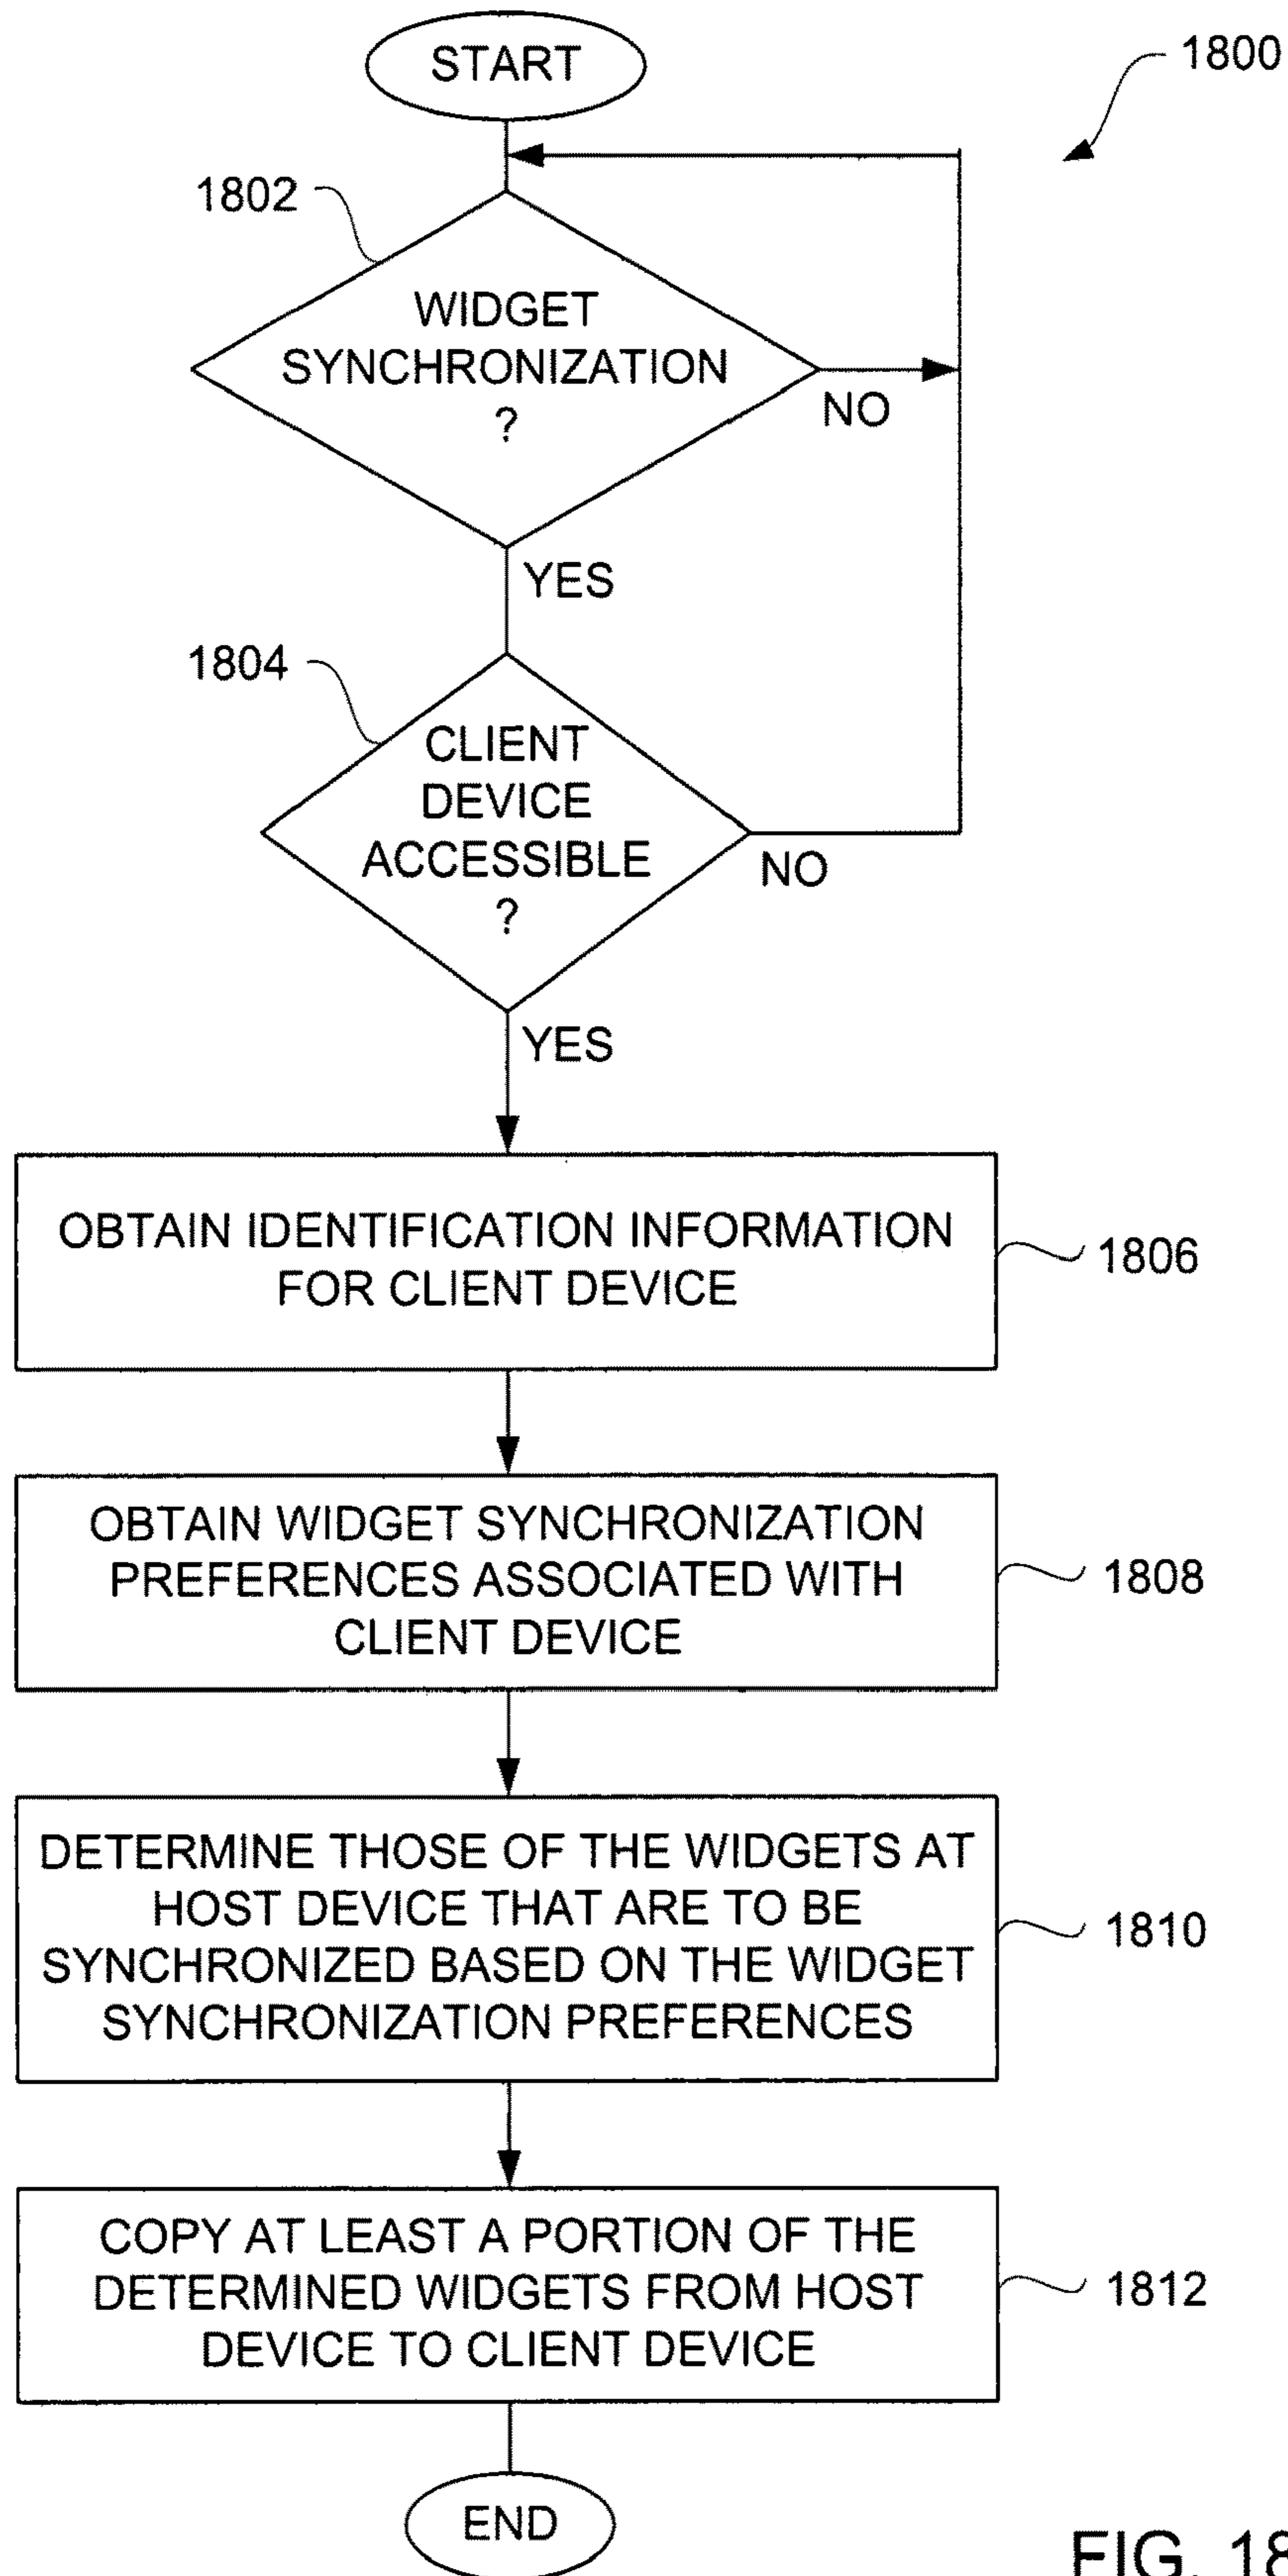 START
1800
1802
WIDGET
SYNCHRONIZATION
?
NO
YES
1804
CLIENT
DEVICE
ACCESSIBLE
?
NO
YES
OBTAIN IDENTIFICATION INFORMATION
FOR CLIENT DEVICE
1806
OBTAIN WIDGET SYNCHRONIZATION
PREFERENCES ASSOCIATED WITH
CLIENT DEVICE
1808
DETERMINE THOSE OF THE WIDGETS AT
HOST DEVICE THAT ARE TO BE
SYNCHRONIZED BASED ON THE WIDGET
SYNCHRONIZATION PREFERENCES
1810
COPY AT LEAST A PORTION OF THE
DETERMINED WIDGETS FROM HOST
DEVICE TO CLIENT DEVICE
1812
END
FIG. 18